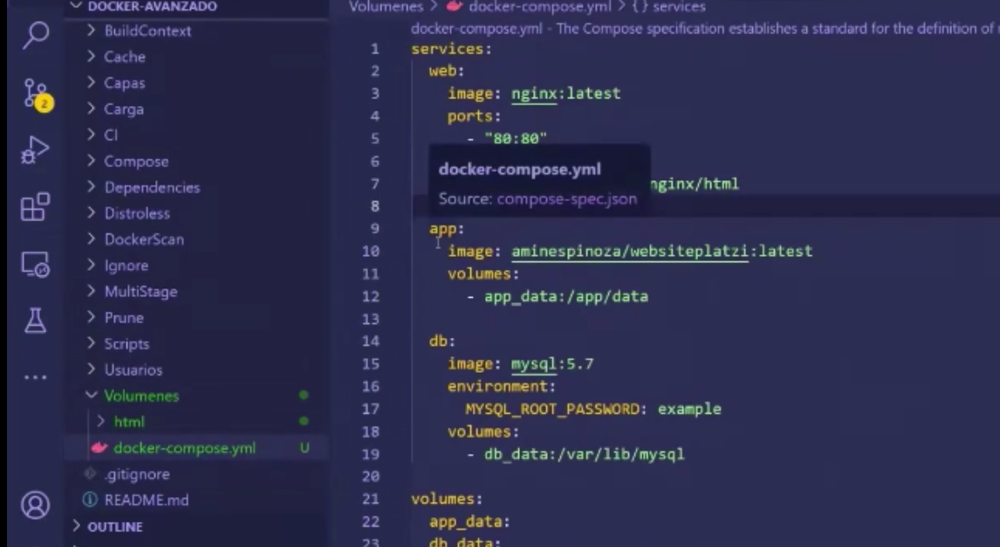 DOCKER-AVANZADO
BuildContext
Cache
Capas
Carga
CI
Compose
Dependencies
Distroless
DockerScan
Ignore
MultiStage
Prune
Scripts
Usuarios
Volumenes
html
docker-compose.yml U
.gitignore
README.md
OUTLINE
2
Volumenes > docker-compose.yml > {} services
docker-compose.yml - The Compose specification establishes a standard for the definition of
1 services:
2 web:
3 image: nginx:latest
4 ports:
5 - "80:80"
6
7 nginx/html
8
docker-compose.yml
Source: compose-spec.json
9 app:
10 image: aminespinoza/websiteplatzi:latest
11 volumes:
12 - app_data:/app/data
13
14 db:
15 image: mysql:5.7
16 environment:
17 MYSQL_ROOT_PASSWORD: example
18 volumes:
19 - db_data:/var/lib/mysql
20
21 volumes:
22 app_data:
23 db_data: